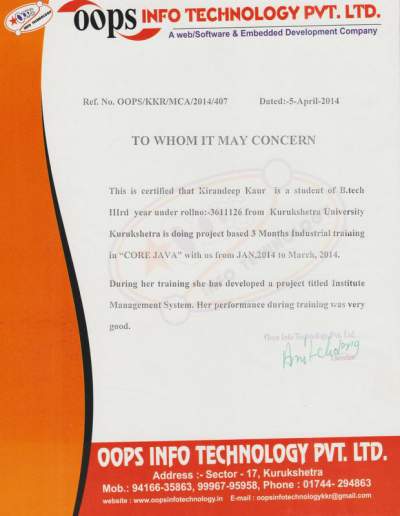 oops INFO TECHNOLOGY PVT. LTD.
A web/Software & Embedded Development Company
Ref. No. OOPS/KKR/MCA/2014/407 Dated:-5-April-2014
TO WHOM IT MAY CONCERN
This is certified that Kirandeep Kaur is a student of B.tech
IIIrd year under rollno:-3611126 from Kurukshetra University
Kurukshetra is doing project based 3 Months Industrial training
in "CORE JAVA" with us from JAN,2014 to March, 2014.
During her training she has developed a project titled Institute
Management System. Her performance during training was very
good.
Oops Info Technology Pvt. Ltd.
Director
OOPS INFO TECHNOLOGY PVT. LTD.
Address :- Sector - 17, Kurukshetra
Mob.: 94166-35863, 99967-95958, Phone : 01744- 294863
website : www.oopsinfotechnology.in E-mail : oopsinfotechnologykkr@gmail.com